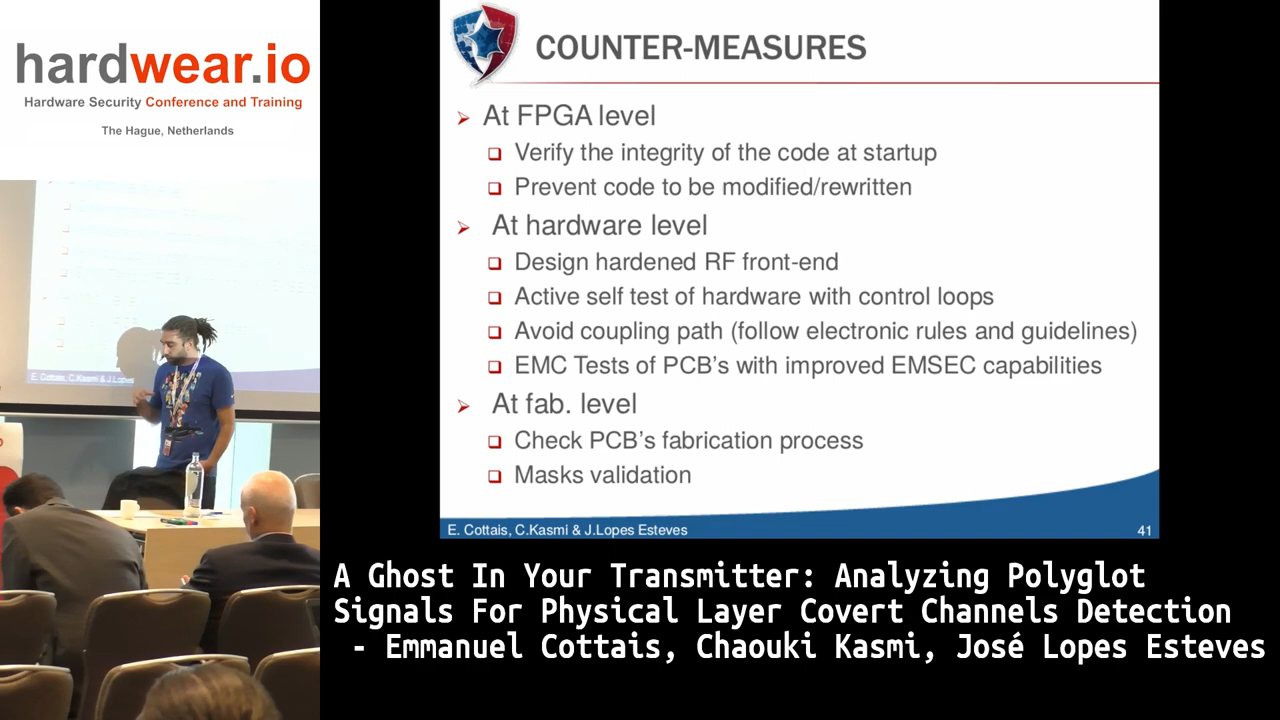 hardwear.io
Hardware Security Conference and Training
The Hague, Netherlands
COUNTER-MEASURES
At FPGA level
Verify the integrity of the code at startup
Prevent code to be modified/rewritten
At hardware level
Design hardened RF front-end
Active self test of hardware with control loops
Avoid coupling path (follow electronic rules and guidelines)
EMC Tests of PCB's with improved EMSEC capabilities
At fab. level
Check PCB's fabrication process
Masks validation
E. Cottais, C.Kasmi & J.Lopes Esteves
41
E. Cottais, C.Kasmi & J.Lopes
A Ghost In Your Transmitter: Analyzing Polyglot
Signals For Physical Layer Covert Channels Detection
- Emmanuel Cottais, Chaouki Kasmi, José Lopes Esteves